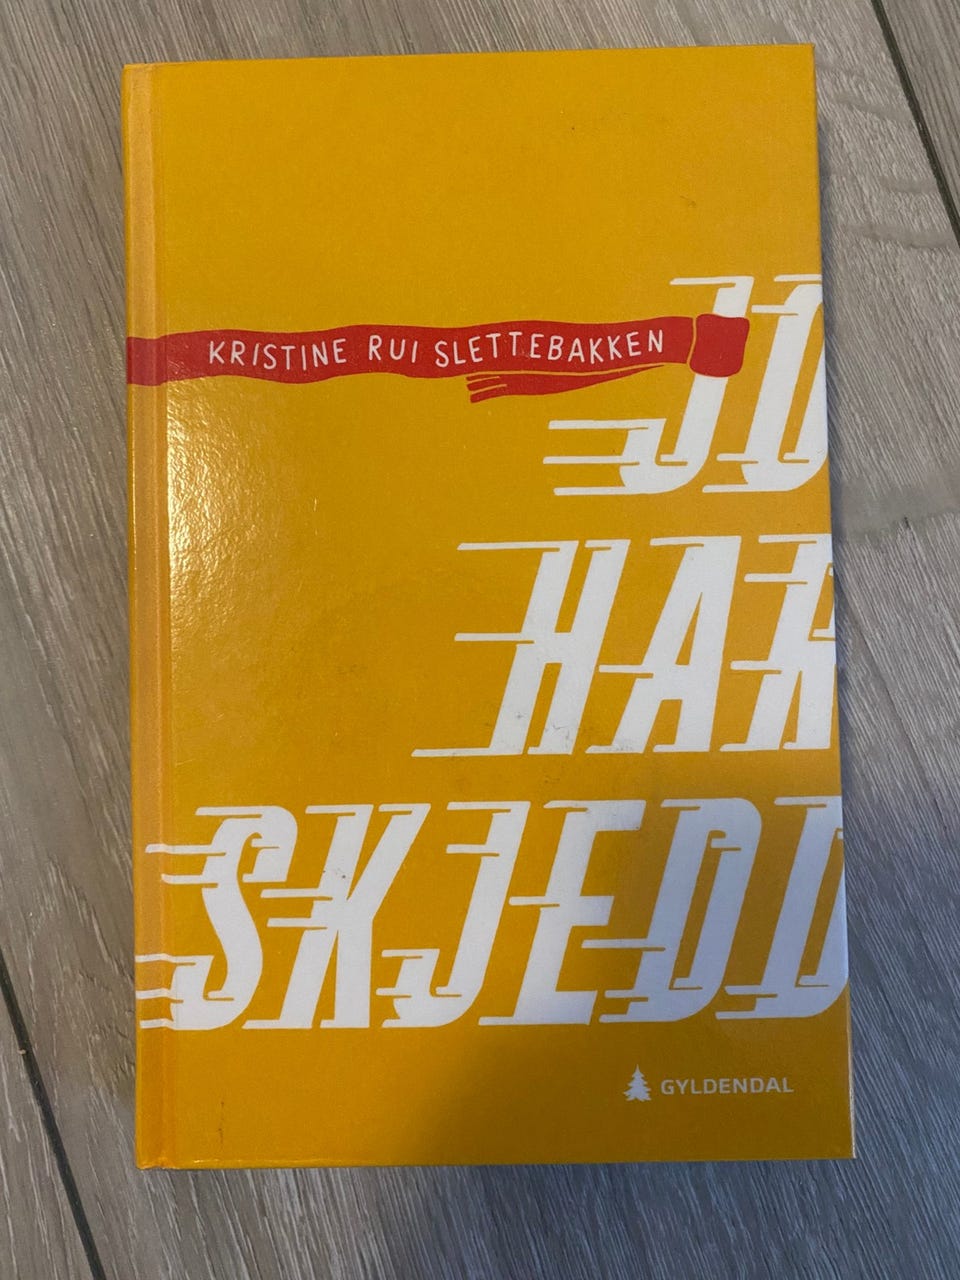 KRISTINE RUI SLETTEBAKKEN
JO
HAR
SKJEDD
GYLDENDAL